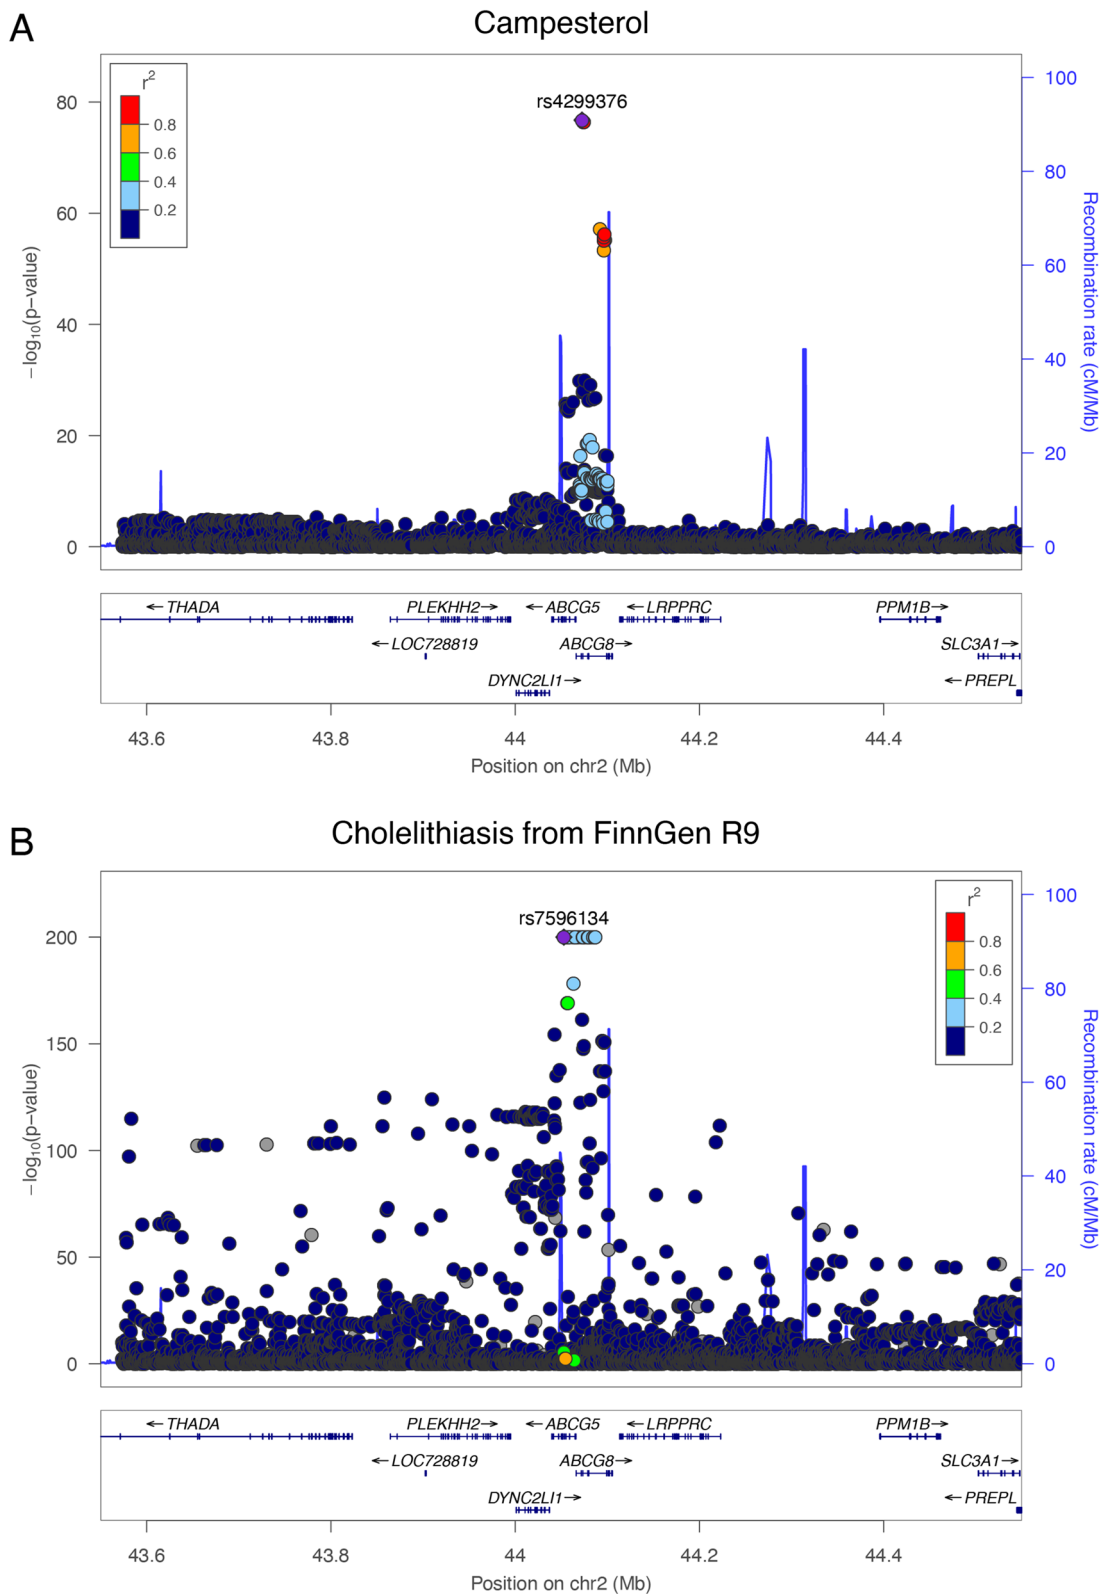 A
Campesterol
r2
0.8
0.6
0.4
0.2
rs4299376
80
60
40
20
0
−log10(p−value)
100
80
60
40
20
0
Recombination rate (cM/Mb)
←THADA
PLEKHH2→
←ABCG5
←LRPPRC
PPM1B→
←LOC728819
ABCG8→
SLC3A1→
DYNC2LI1→
←PREPL
43.6
43.8
44
44.2
44.4
Position on chr2 (Mb)
B
Cholelithiasis from FinnGen R9
r2
0.8
0.6
0.4
0.2
rs7596134
200
150
100
50
0
−log10(p−value)
100
80
60
40
20
0
Recombination rate (cM/Mb)
←THADA
PLEKHH2→
←ABCG5
←LRPPRC
PPM1B→
←LOC728819
ABCG8→
SLC3A1→
DYNC2LI1→
←PREPL
43.6
43.8
44
44.2
44.4
Position on chr2 (Mb)